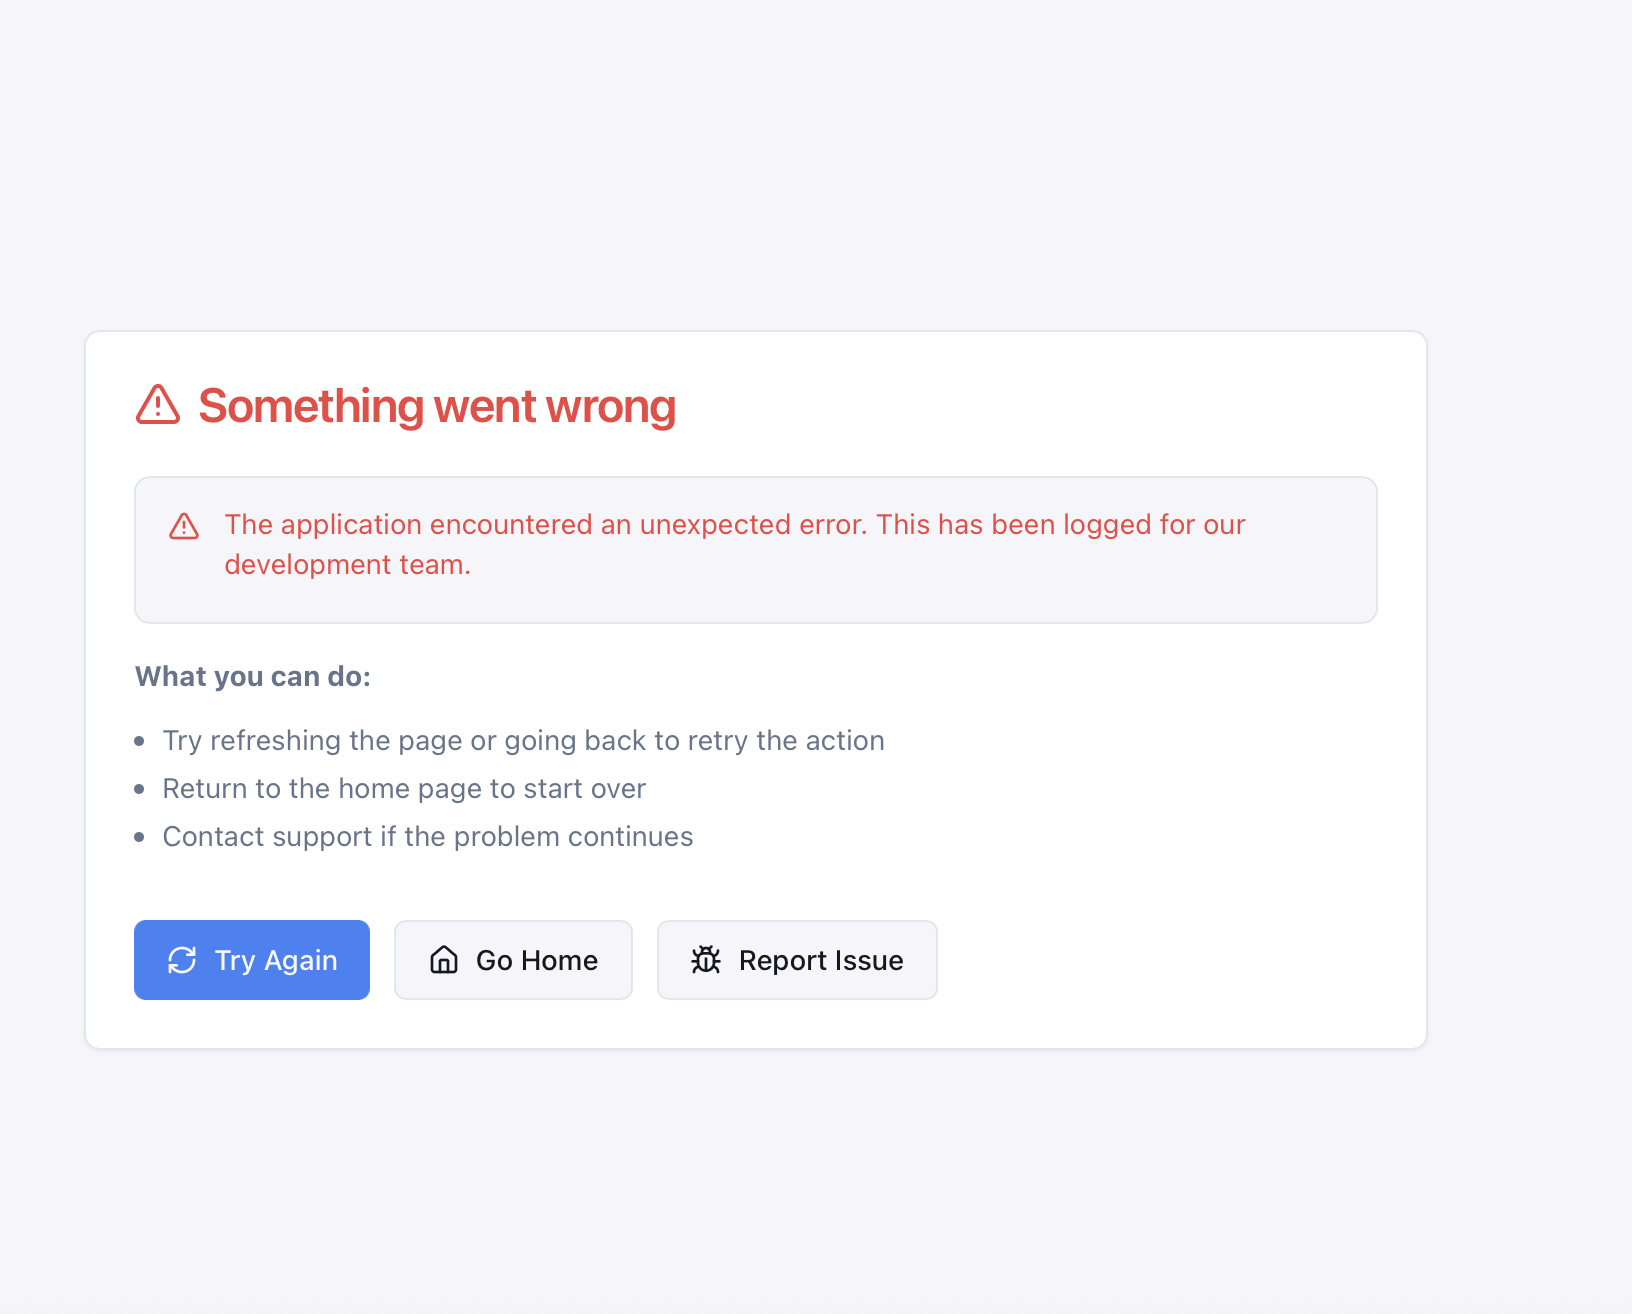 Something went wrong
The application encountered an unexpected error. This has been logged for our
development team.
What you can do:
Try refreshing the page or going back to retry the action
Return to the home page to start over
Contact support if the problem continues
Try Again
Go Home
Report Issue